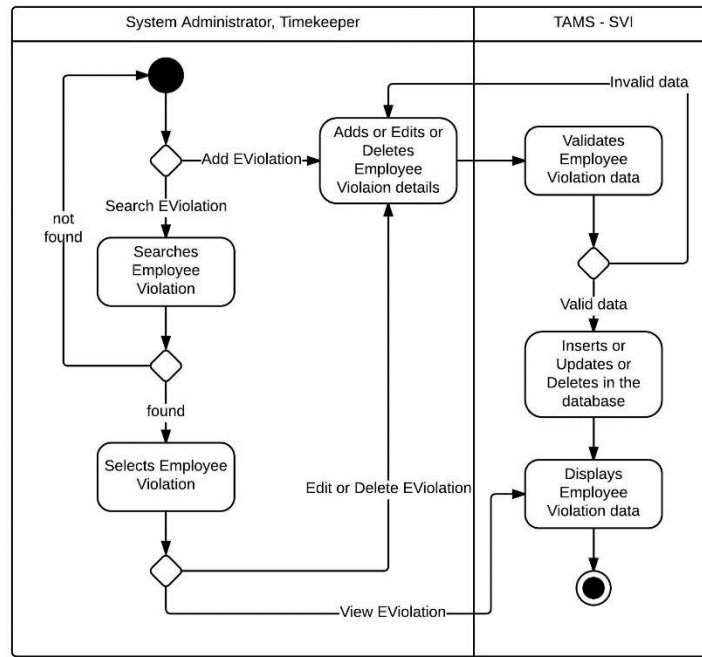 System Administrator, Timekeeper
TAMS - SVI
Invalid data
Adds or Edits or
Deletes
Employee
Violaion details
Validates
Employee
Violation data
Add EViolation
Search EViolation
not
found
Searches
Employee
Violation
Valid data
Inserts or
Updates or
Deletes in the
database
found
Selects Employee
Violation
Edit or Delete EViolation
Displays
Employee
Violation data
View EViolation